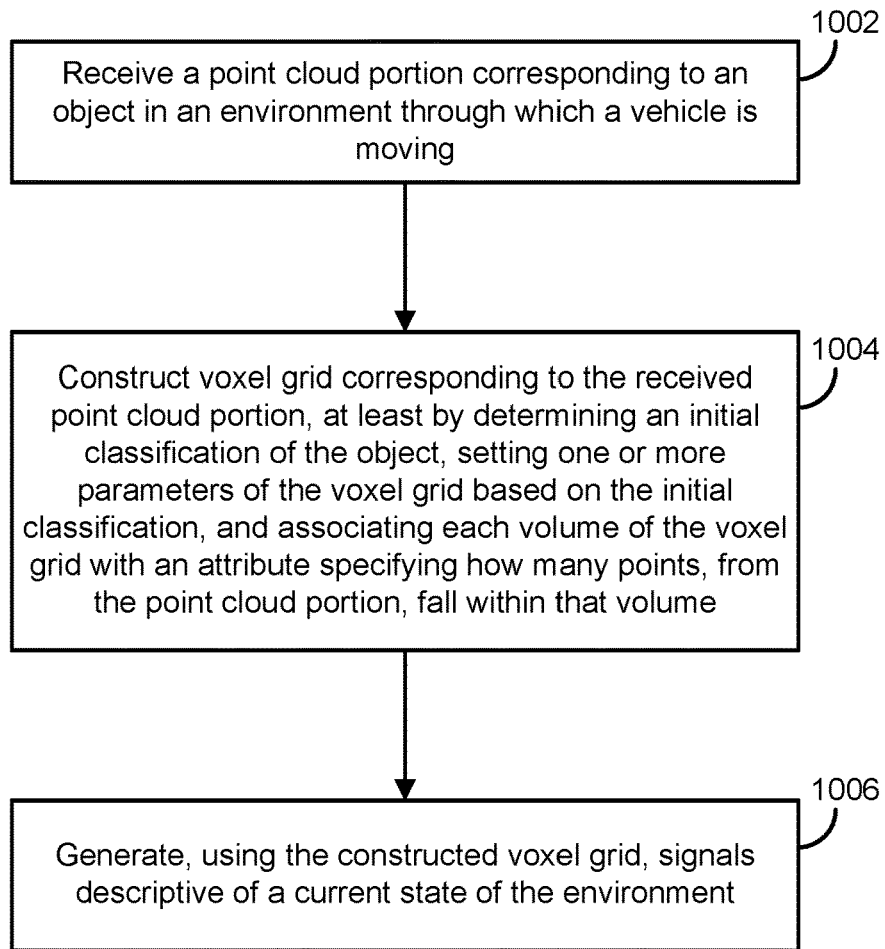 1002
Receive a point cloud portion corresponding to an
object in an environment through which a vehicle is
moving
1004
Construct voxel grid corresponding to the received
point cloud portion, at least by determining an initial
classification of the object, setting one or more
parameters of the voxel grid based on the initial
classification, and associating each volume of the voxel
grid with an attribute specifying how many points, from
the point cloud portion, fall within that volume
1006
Generate, using the constructed voxel grid, signals
descriptive of a current state of the environment